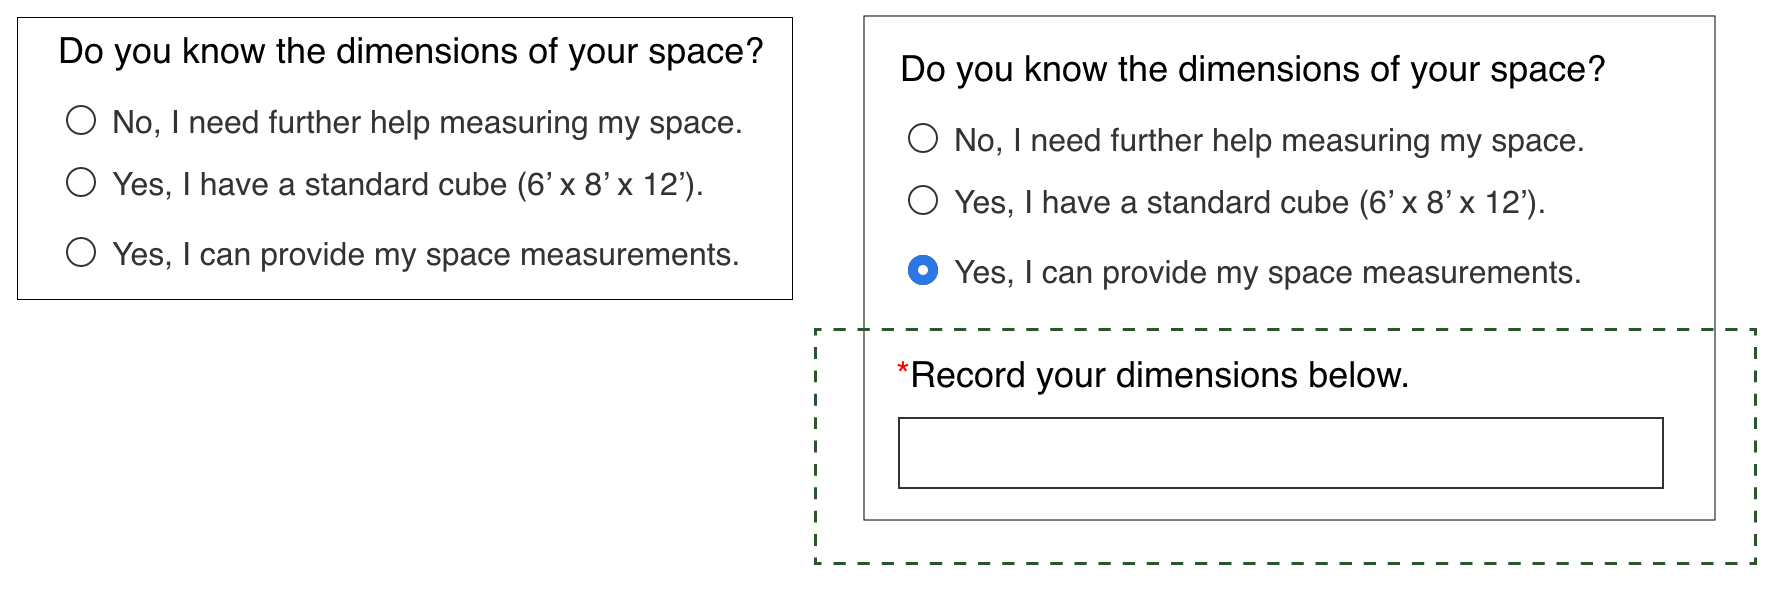 Do you know the dimensions of your space?
No, I need further help measuring my space.
Yes, I have a standard cube (6’ x 8’ x 12’).
Yes, I can provide my space measurements.
Do you know the dimensions of your space?
No, I need further help measuring my space.
Yes, I have a standard cube (6’ x 8’ x 12’).
Yes, I can provide my space measurements.
*Record your dimensions below.